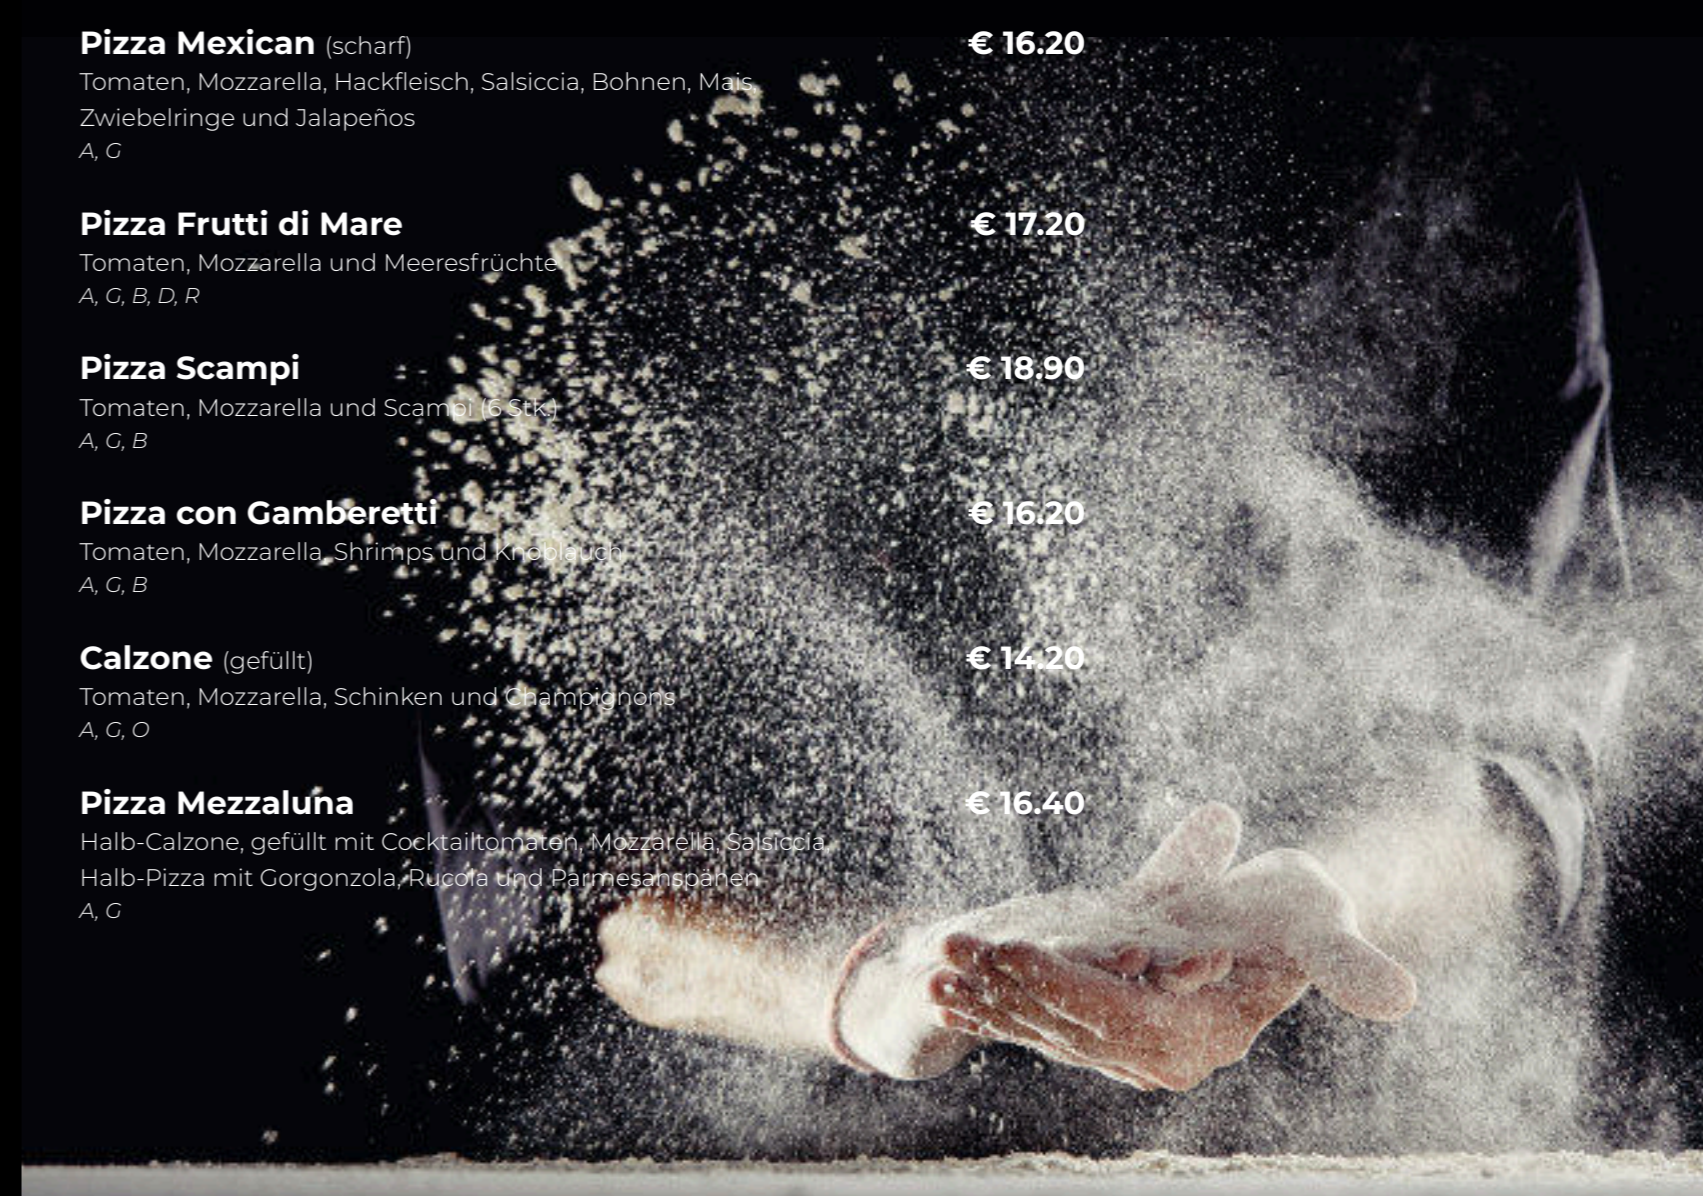 Pizza Mexican (scharf) € 16.20
Tomaten, Mozzarella, Hackfleisch, Salsiccia, Bohnen, Mais,
Zwiebelringe und Jalapeños
A, G
Pizza Frutti di Mare € 17.20
Tomaten, Mozzarella und Meeresfrüchte
A, G, B, D, R
Pizza Scampi € 18.90
Tomaten, Mozzarella und Scampi (6 Stk.)
A, G, B
Pizza con Gamberetti € 16.20
Tomaten, Mozzarella, Shrimps und Knoblauch
A, G, B
Calzone (gefüllt) € 14.20
Tomaten, Mozzarella, Schinken und Champignons
A, G, O
Pizza Mezzaluna € 16.40
Halb-Calzone, gefüllt mit Cocktailtomaten, Mozzarella, Salsiccia,
Halb-Pizza mit Gorgonzola, Rucola und Parmesanspänen
A, G